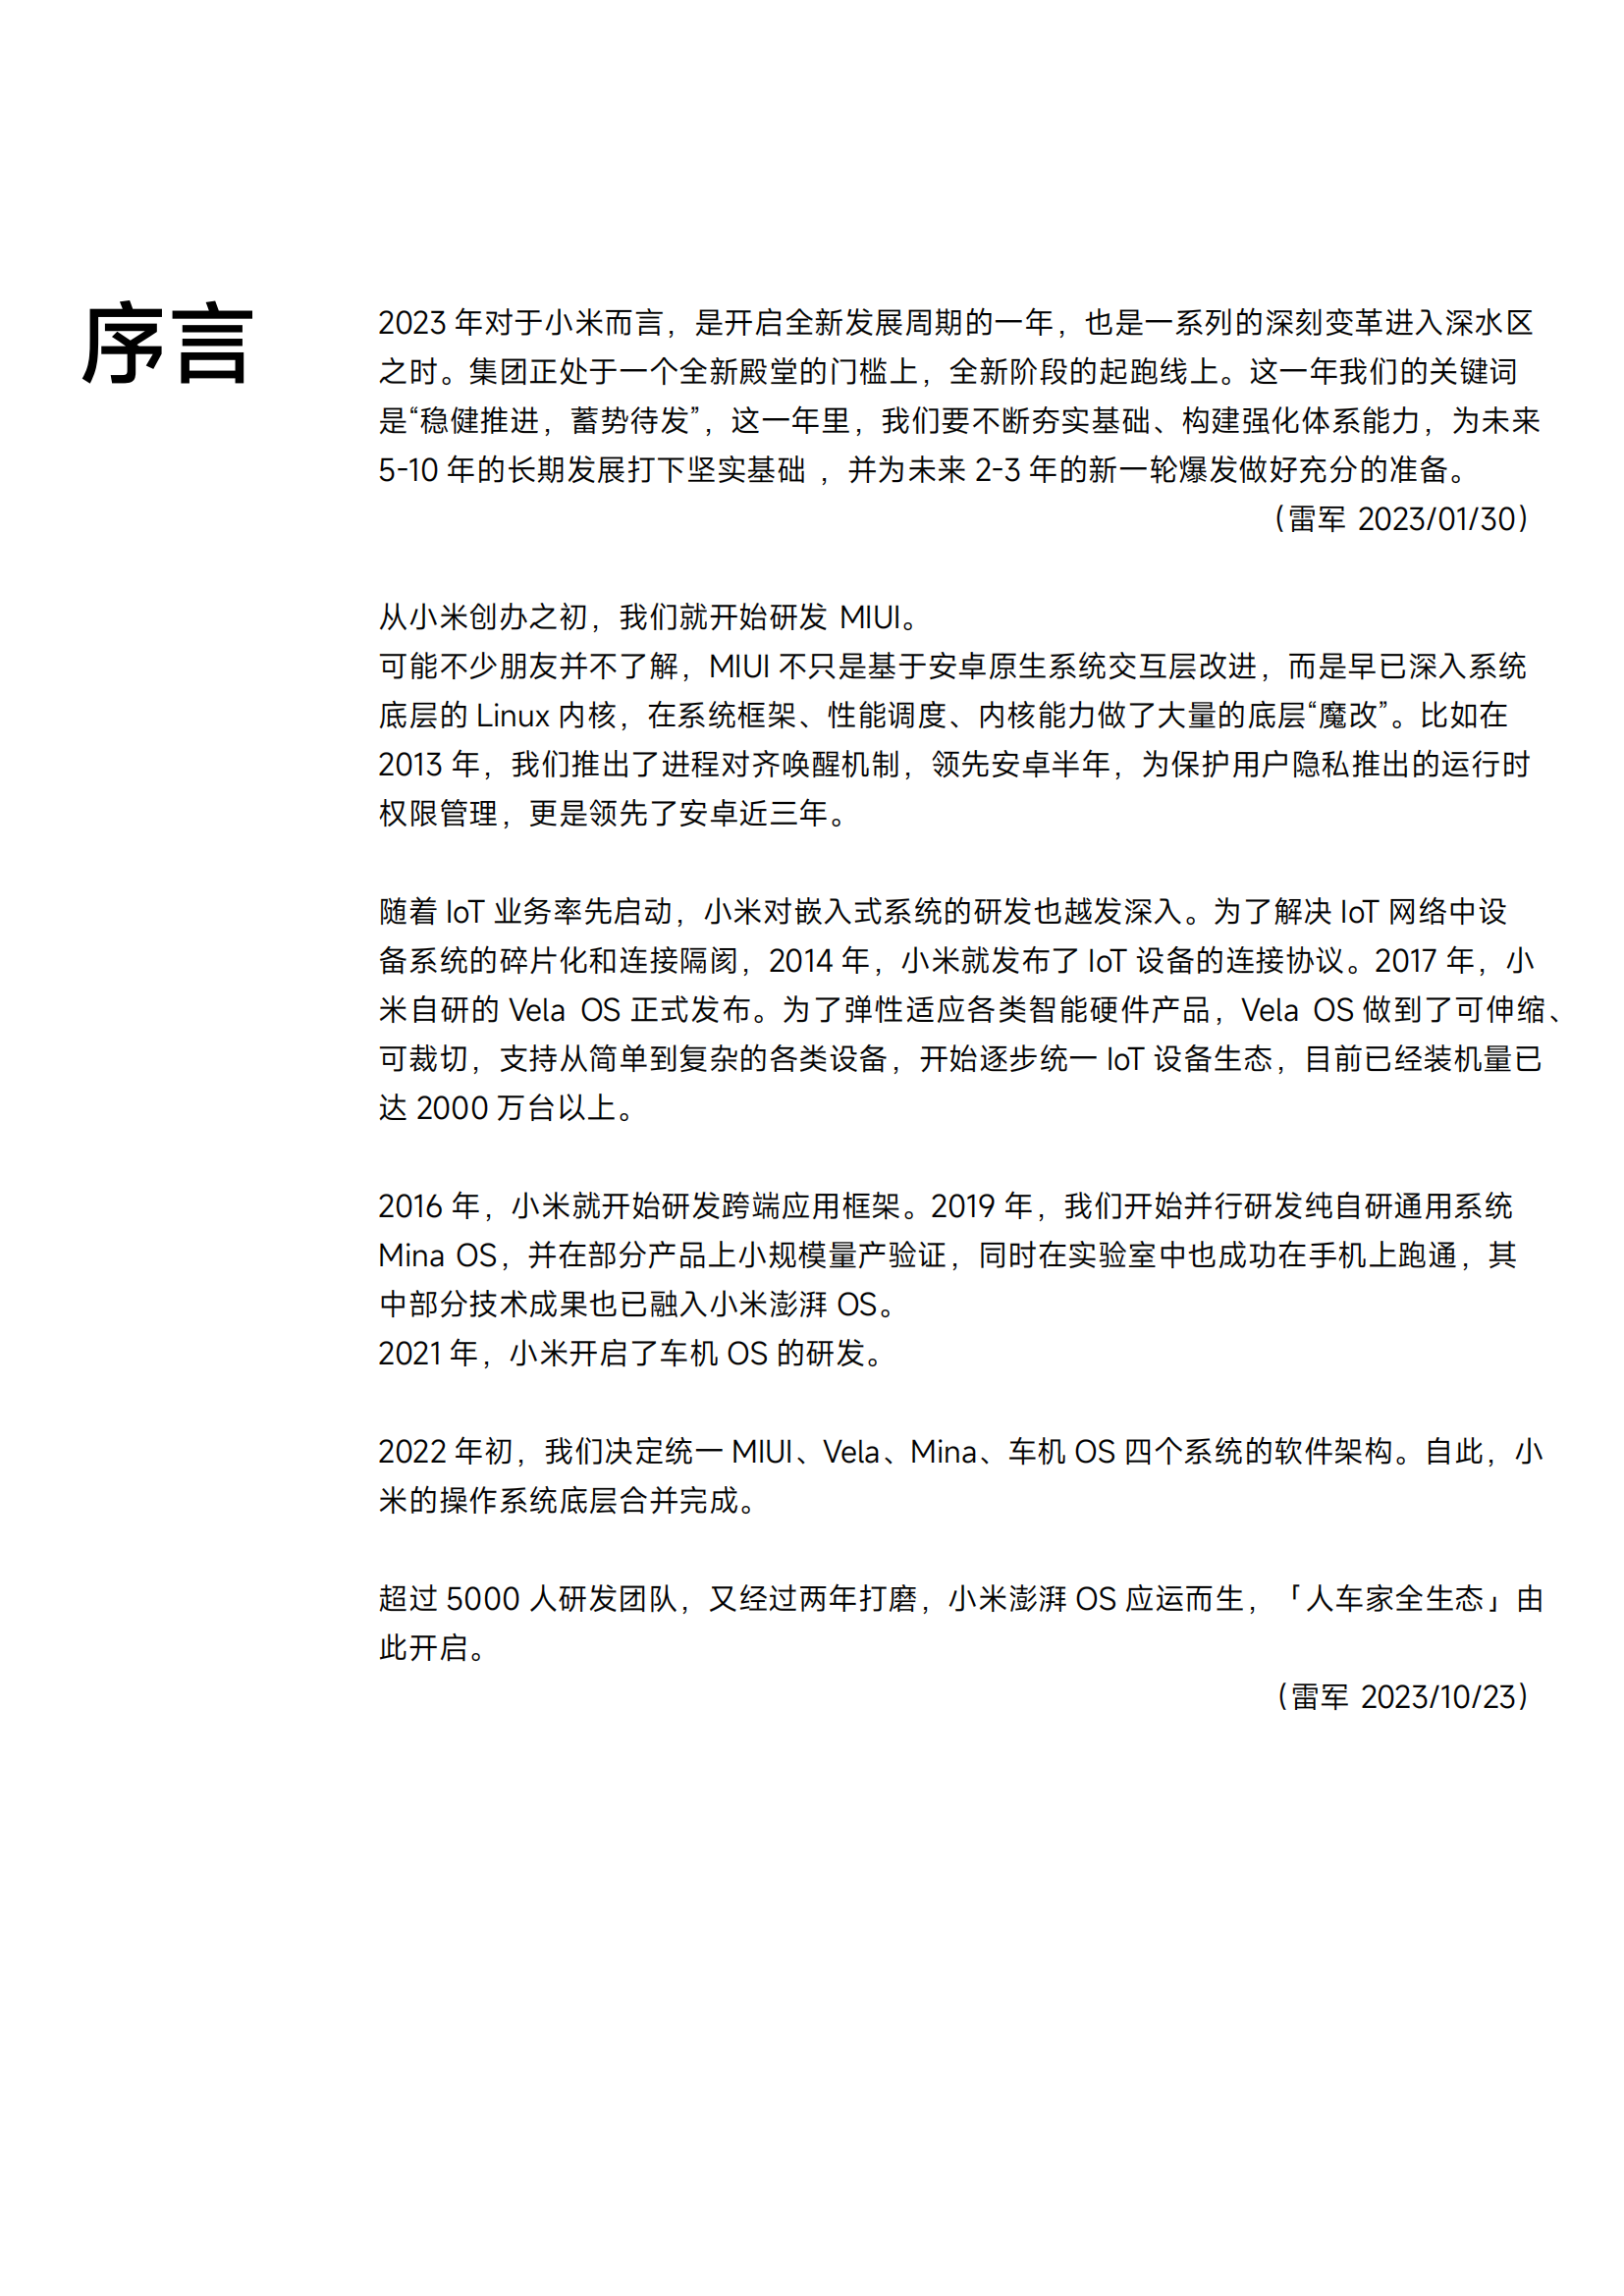 序言
2023 年对于小米而言，是开启全新发展周期的一年，也是一系列的深刻变革进入深水区
之时。集团正处于一个全新殿堂的门槛上，全新阶段的起跑线上。这一年我们的关键词
是“稳健推进，蓄势待发”，这一年里，我们要不断夯实基础、构建强化体系能力，为未来
5-10 年的长期发展打下坚实基础 ，并为未来 2-3 年的新一轮爆发做好充分的准备。
（雷军 2023/01/30）
从小米创办之初，我们就开始研发 MIUI。
可能不少朋友并不了解，MIUI 不只是基于安卓原生系统交互层改进，而是早已深入系统
底层的 Linux 内核，在系统框架、性能调度、内核能力做了大量的底层“魔改”。比如在
2013 年，我们推出了进程对齐唤醒机制，领先安卓半年，为保护用户隐私推出的运行时
权限管理，更是领先了安卓近三年。
随着 IoT 业务率先启动，小米对嵌入式系统的研发也越发深入。为了解决 IoT 网络中设
备系统的碎片化和连接隔阂，2014 年，小米就发布了 IoT 设备的连接协议。2017 年，小
米自研的 Vela OS 正式发布。为了弹性适应各类智能硬件产品，Vela OS 做到了可伸缩、
可裁切，支持从简单到复杂的各类设备，开始逐步统一 IoT 设备生态，目前已经装机量已
达 2000 万台以上。
2016 年，小米就开始研发跨端应用框架。2019 年，我们开始并行研发纯自研通用系统
Mina OS，并在部分产品上小规模量产验证，同时在实验室中也成功在手机上跑通，其
中部分技术成果也已融入小米澎湃 OS。
2021 年，小米开启了车机 OS 的研发。
2022 年初，我们决定统一 MIUI、Vela、Mina、车机 OS 四个系统的软件架构。自此，小
米的操作系统底层合并完成。
超过 5000 人研发团队，又经过两年打磨，小米澎湃 OS 应运而生，「人车家全生态」由
此开启。
（雷军 2023/10/23）